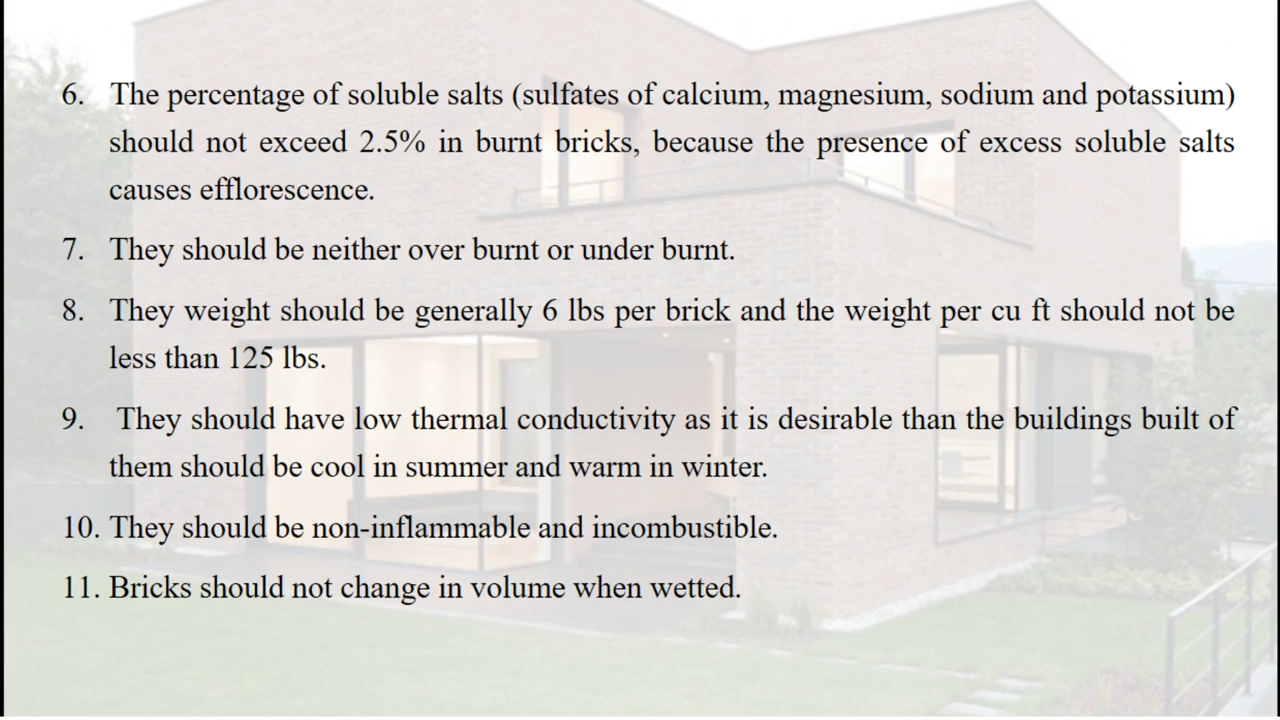 6. The percentage of soluble salts (sulfates of calcium, magnesium, sodium and potassium)
should not exceed 2.5% in burnt bricks, because the presence of excess soluble salts
causes efflorescence.
7. They should be neither over burnt or under burnt.
8. They weight should be generally 6 lbs per brick and the weight per cu ft should not be
less than 125 lbs.
9. They should have low thermal conductivity as it is desirable than the buildings built of
them should be cool in summer and warm in winter.
10. They should be non-inflammable and incombustible.
11. Bricks should not change in volume when wetted.